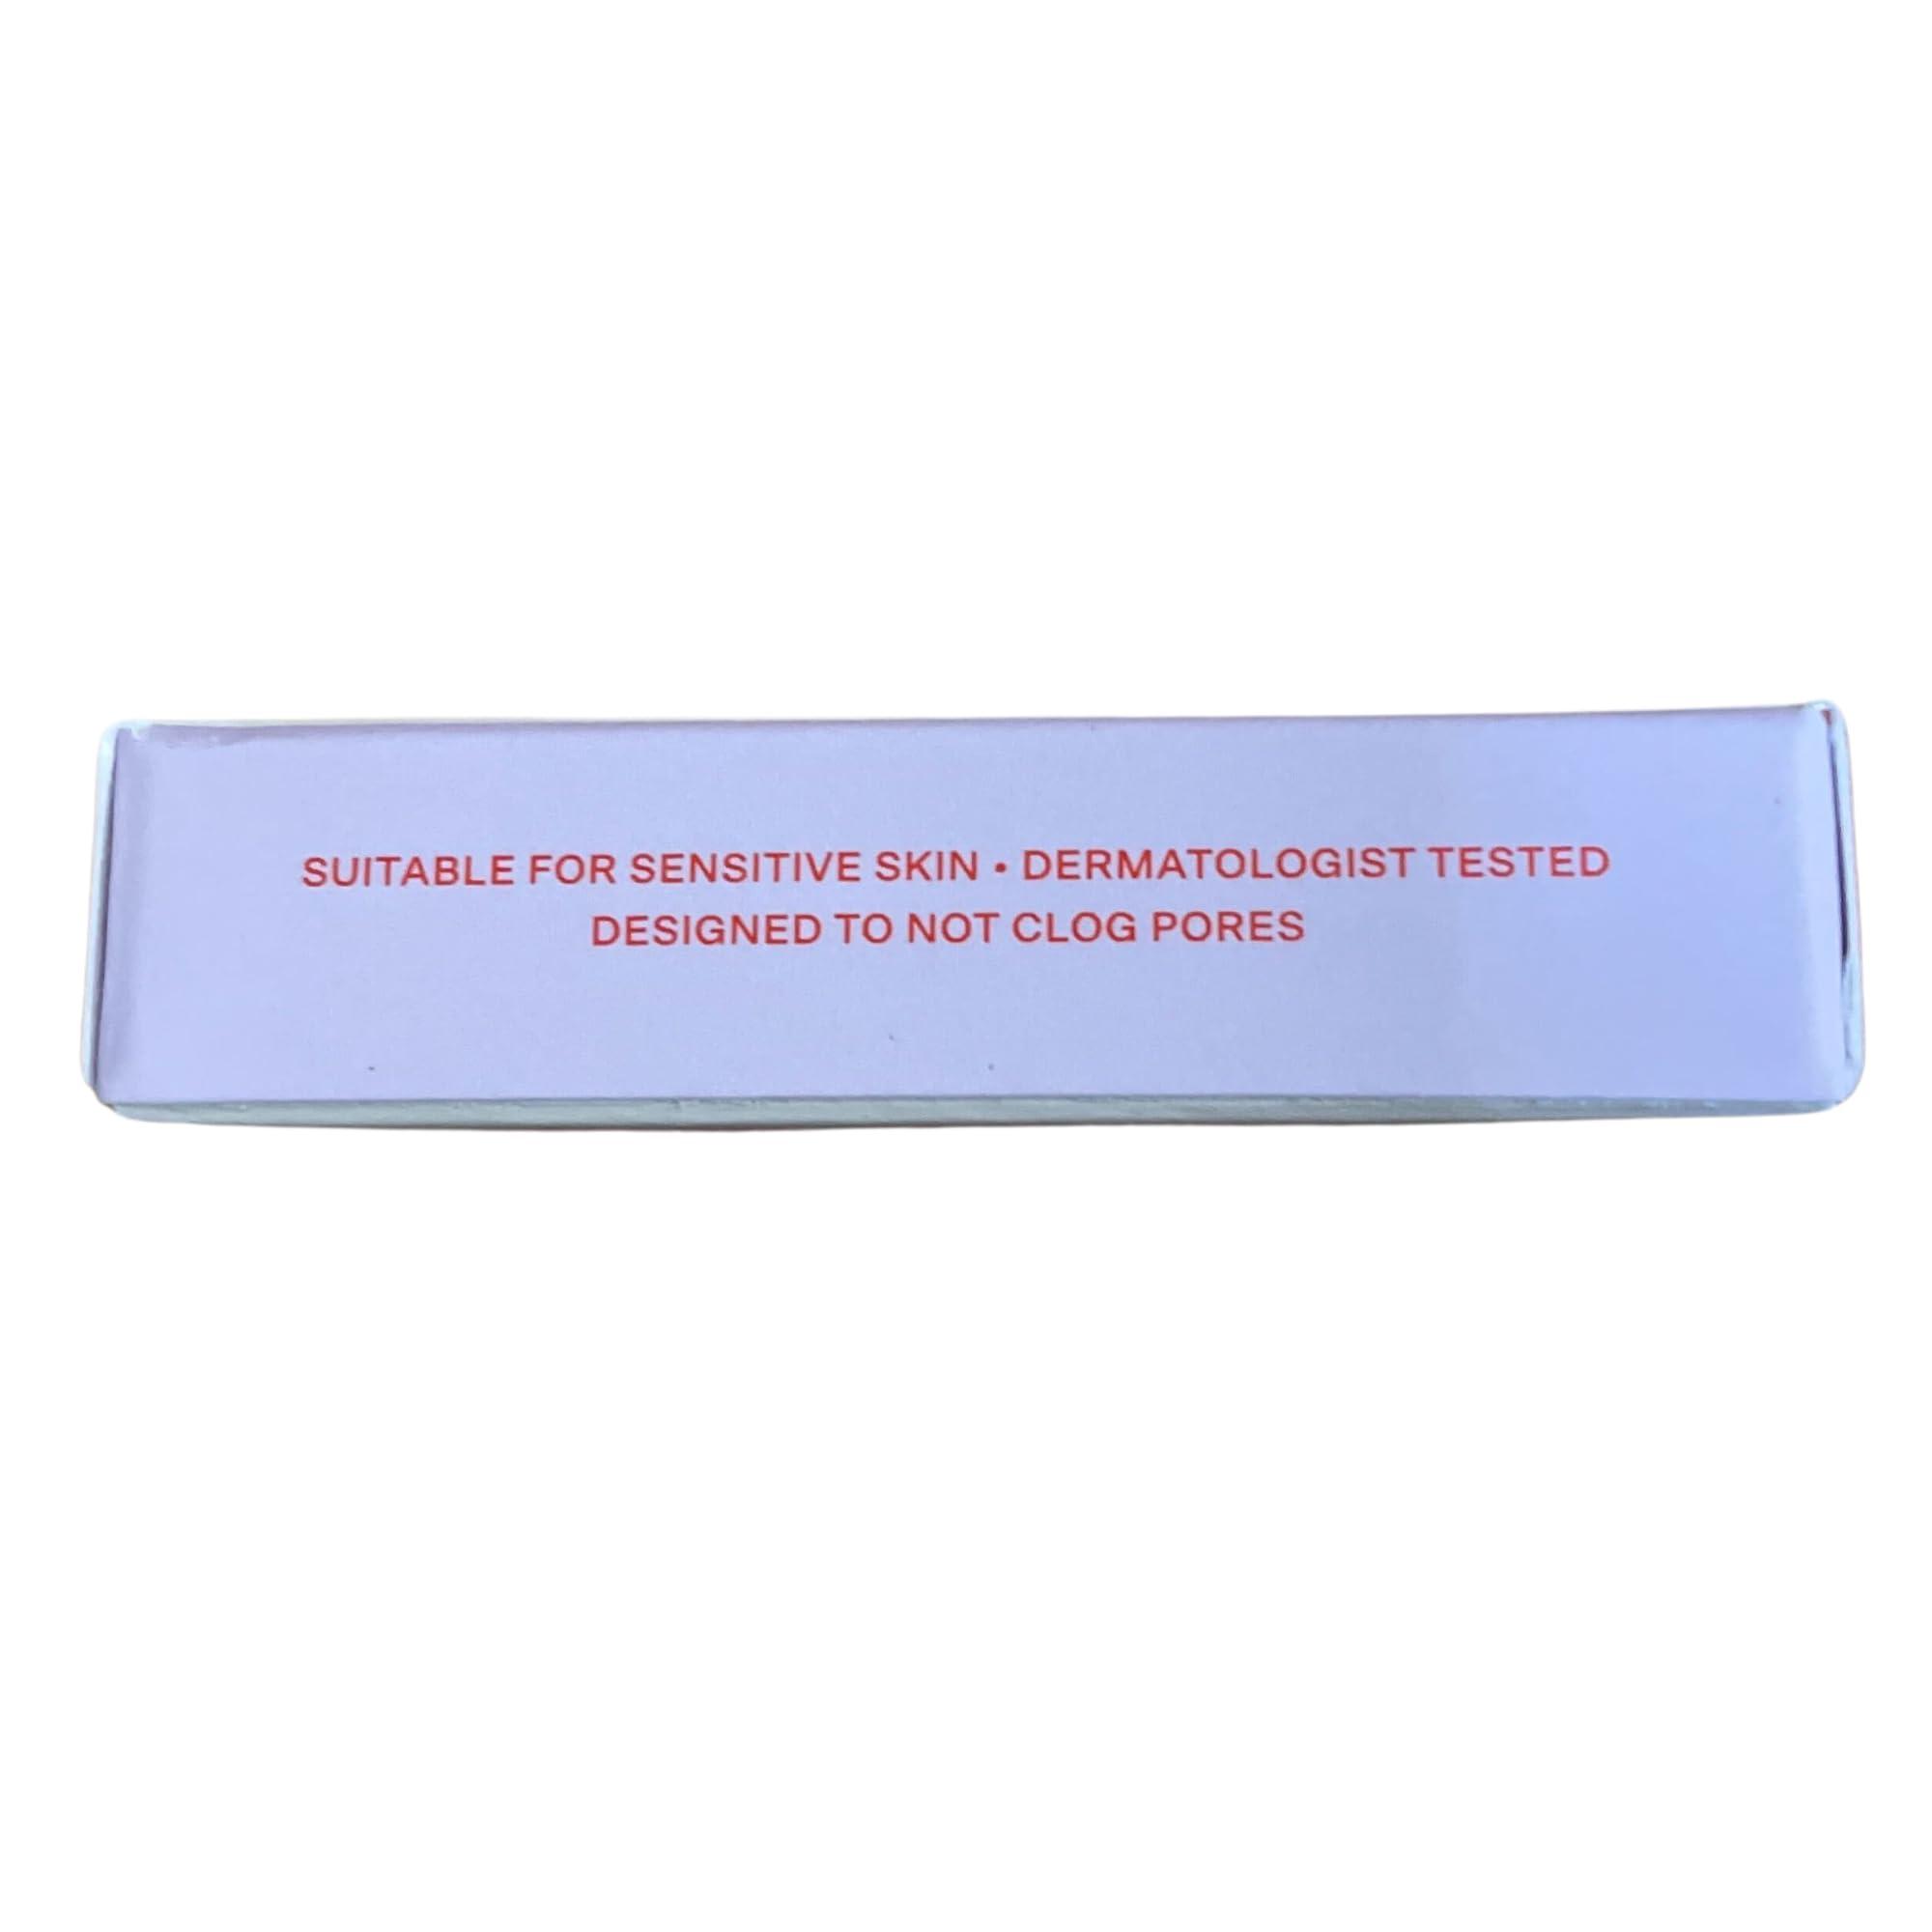 SUITABLE FOR SENSITIVE SKIN • DERMATOLOGIST TESTED
DESIGNED TO NOT CLOG PORES